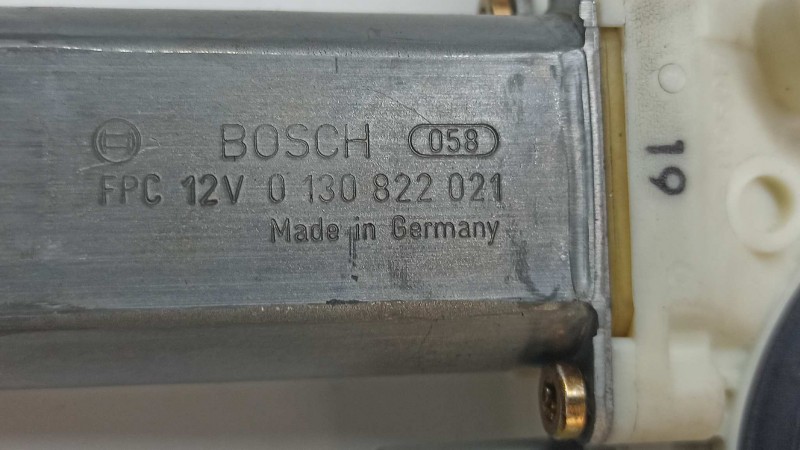 BOSCH 058
FPC 12V 0 130 822 021
Made in Germany
19